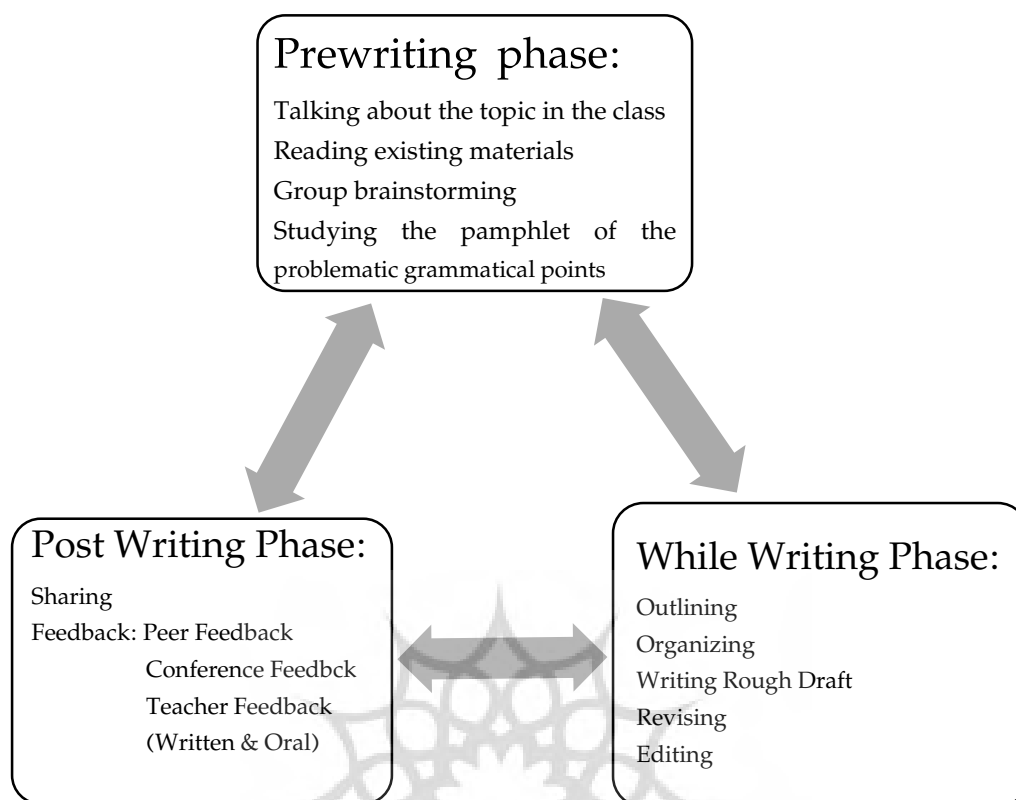 Prewriting phase:
Talking about the topic in the class
Reading existing materials
Group brainstorming
Studying the pamphlet of the
problematic grammatical points
Post Writing Phase:
Sharing
Feedback: Peer Feedback
Conference Feedbck
Teacher Feedback
(Written & Oral)
While Writing Phase:
Outlining
Organizing
Writing Rough Draft
Revising
Editing